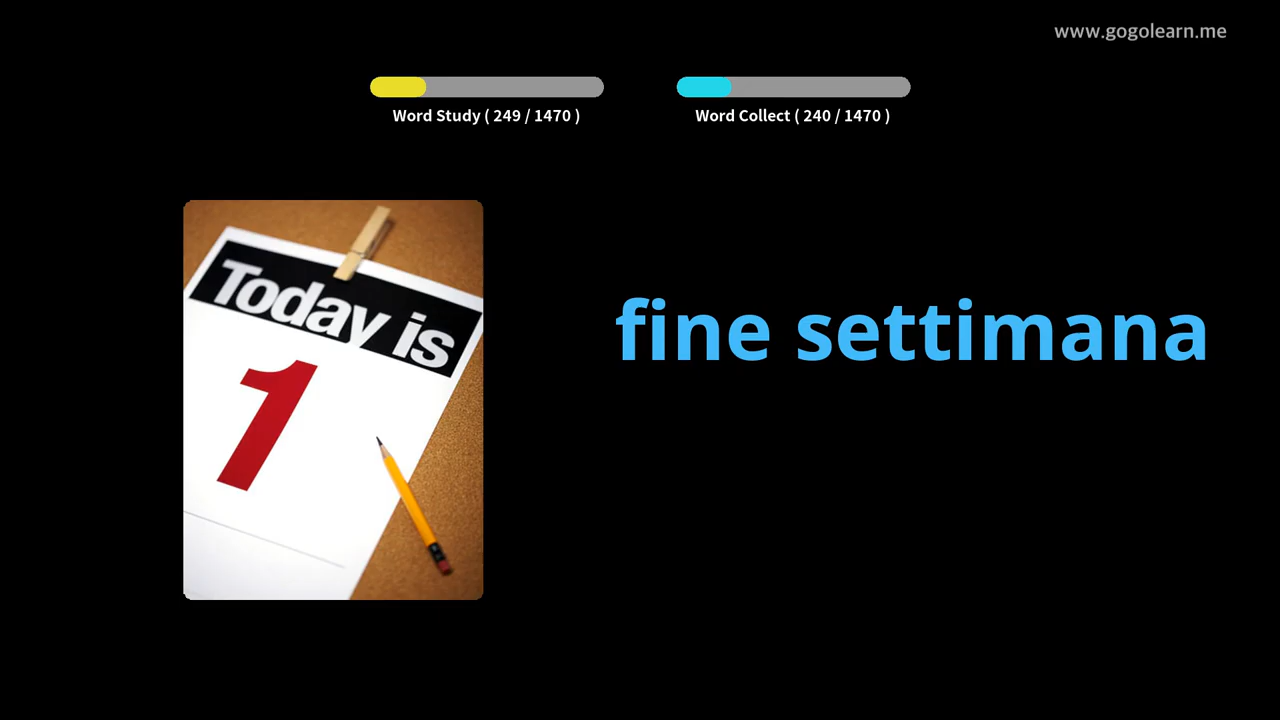 www.gogolearn.me
Word Study ( 249 / 1470 )
Word Collect ( 240 / 1470 )
Today is
1
fine settimana